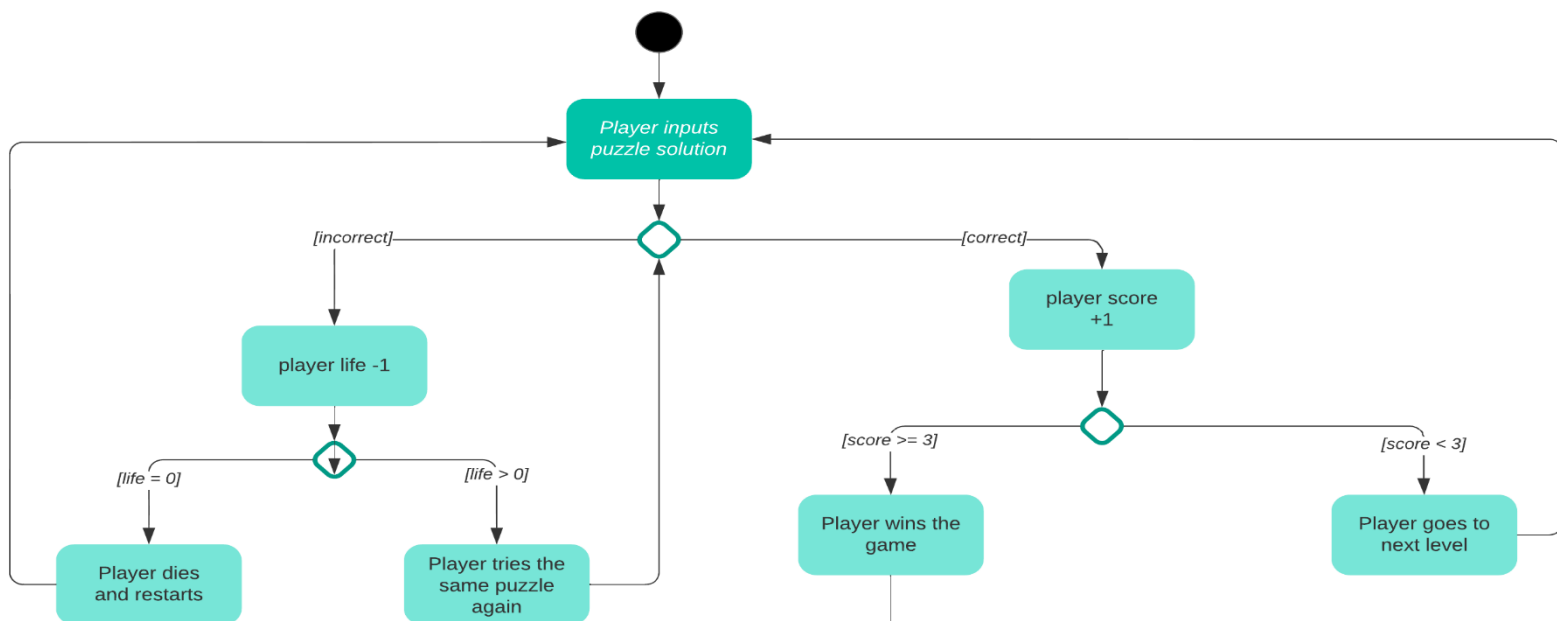 Player inputs
puzzle solution
[incorrect]
[correct]
player score
+1
player life -1
[score >= 3]
[score < 3]
[life = 0]
[life > 0]
Player wins the
game
Player goes to
next level
Player dies
and restarts
Player tries the
same puzzle
again